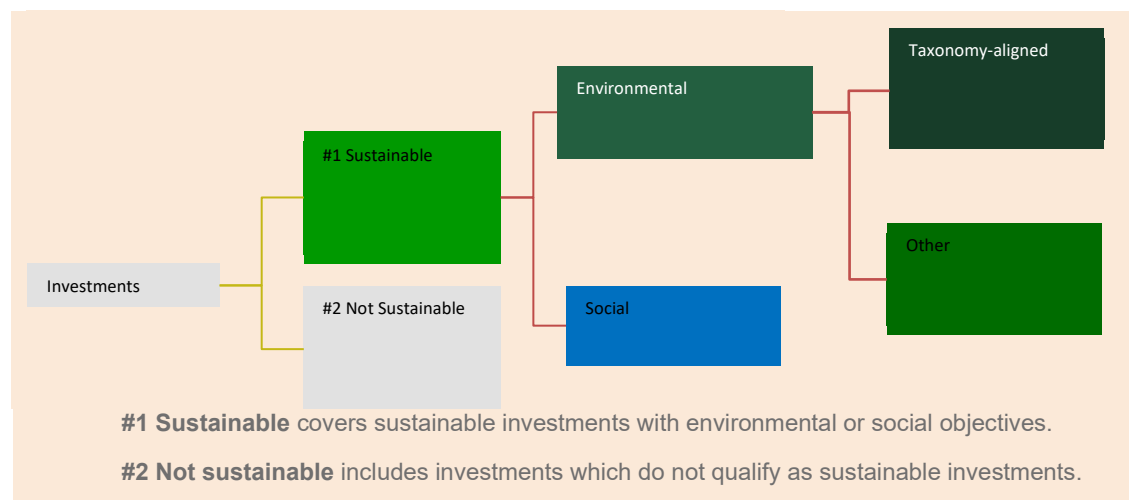 Taxonomy-aligned
Environmental
#1 Sustainable
Other
Investments
#2 Not Sustainable
Social
#1 Sustainable covers sustainable investments with environmental or social objectives.
#2 Not sustainable includes investments which do not qualify as sustainable investments.